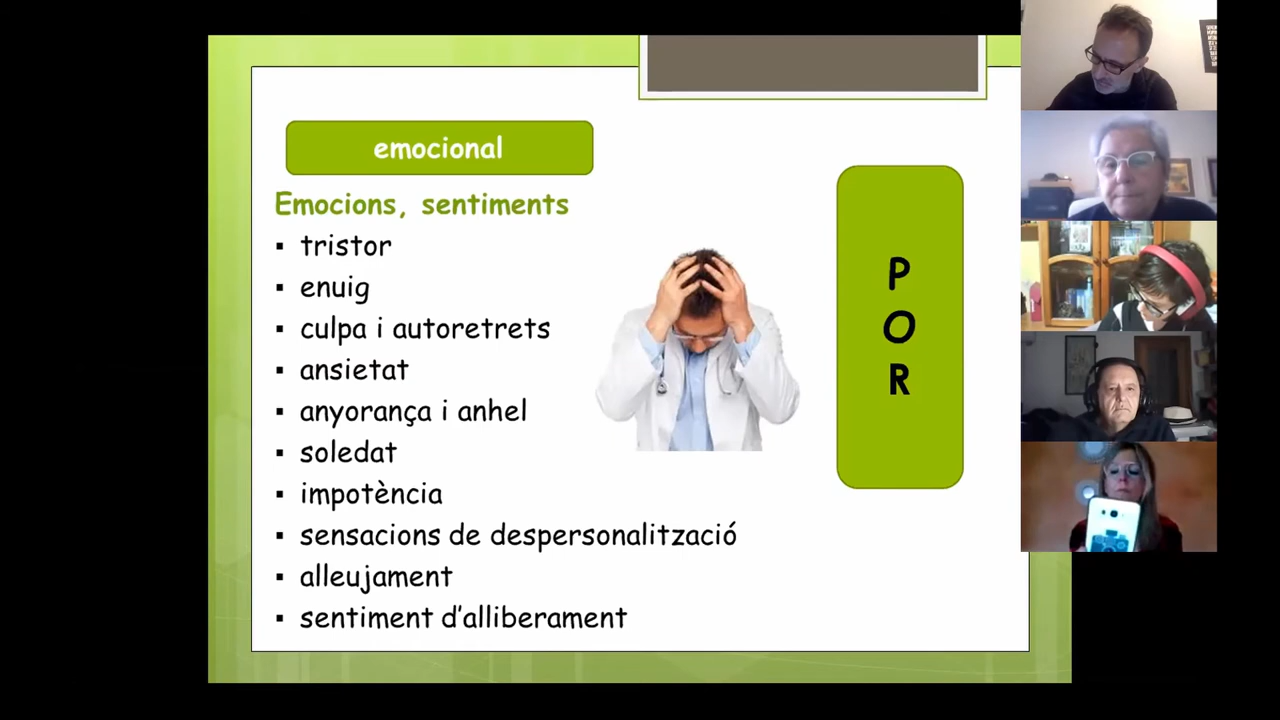 emocional
Emocions, sentiments
▪ tristor
▪ enuig
▪ culpa i autoretrets
▪ ansietat
▪ anyorança i anhel
▪ soledat
▪ impotència
▪ sensacions de despersonalització
▪ alleujament
▪ sentiment d'alliberament
P
O
R